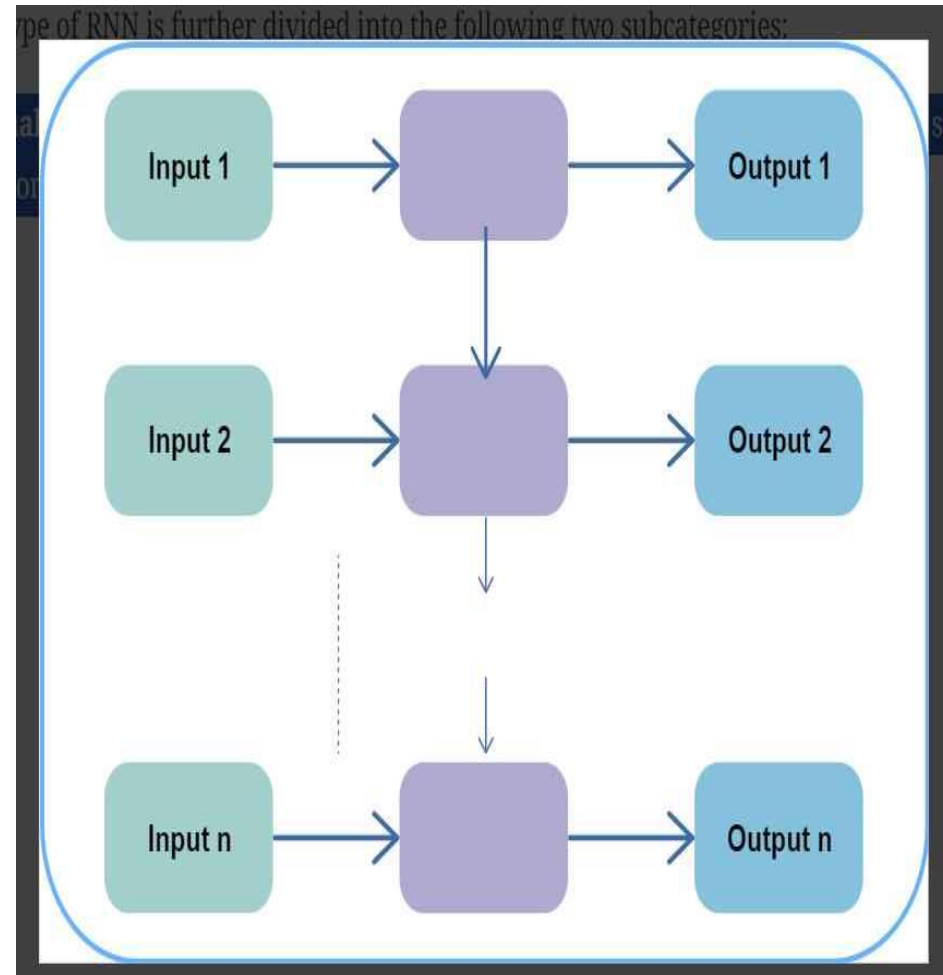 ype of RNN is further divided into the following two subcategories:
Input 1
Output 1
Input 2
Output 2
Input n
Output n